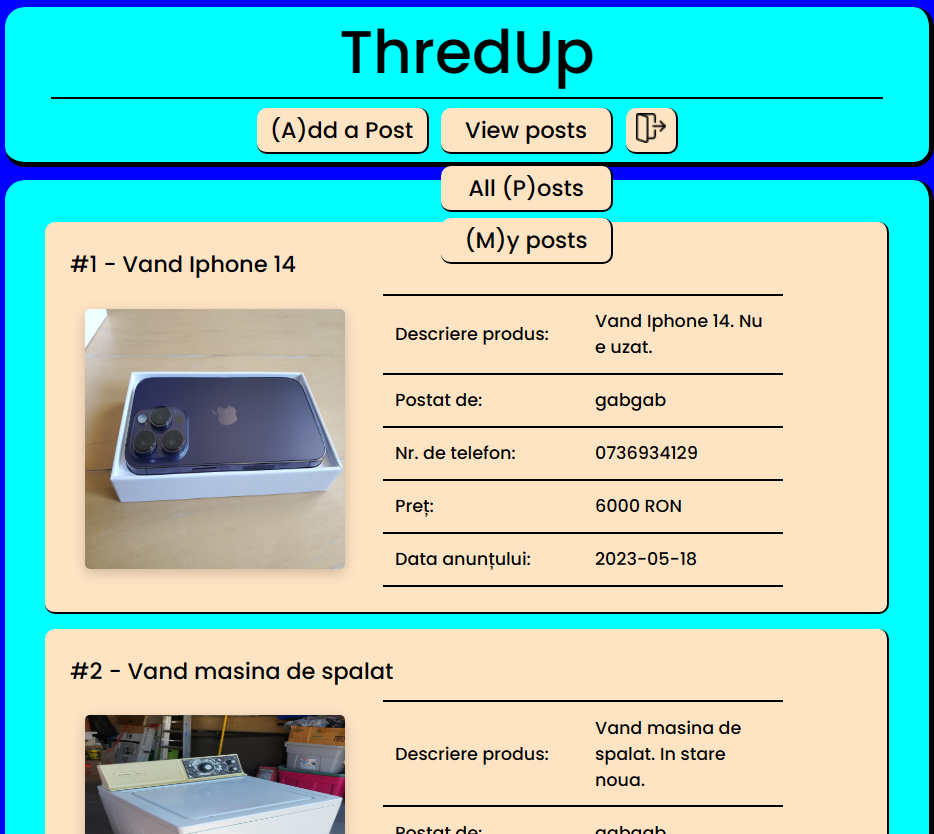 ThredUp
(A)dd a Post
View posts
All (P)osts
(M)y posts
#1 - Vand Iphone 14
Descriere produs:
Vand Iphone 14. Nu
e uzat.
Postat de:
gabgab
Nr. de telefon:
0736934129
Preț:
6000 RON
Data anunțului:
2023-05-18
#2 - Vand masina de spalat
Descriere produs:
Vand masina de
spalat. In stare
noua.
Postat de:
gabgab